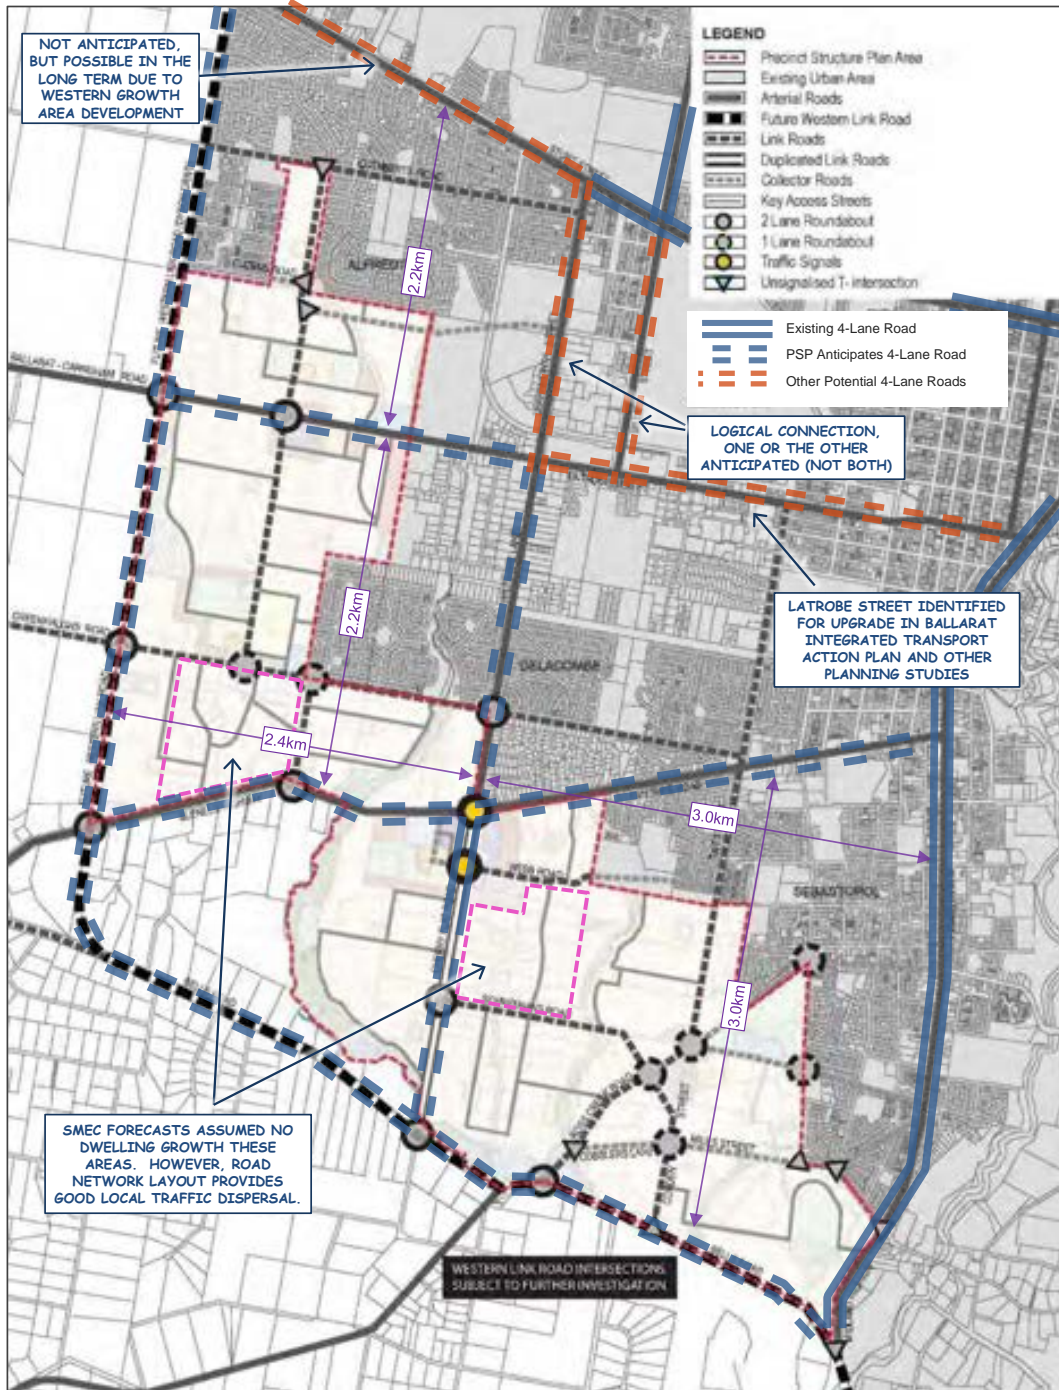 NOT ANTICIPATED,
BUT POSSIBLE IN THE
LONG TERM DUE TO
WESTERN GROWTH
AREA DEVELOPMENT
LEGEND
Precinct Structure Plan Area
Existing Urban Area
Arterial Roads
Future Western Link Road
Link Roads
Duplicated Link Roads
Collector Roads
Key Access Streets
2 Lane Roundabout
1 Lane Roundabout
Traffic Signals
Unsignalised T- intersection
Existing 4-Lane Road
PSP Anticipates 4-Lane Road
Other Potential 4-Lane Roads
2.2km
BALLARAT - CARNGHAM ROAD
LOGICAL CONNECTION,
ONE OR THE OTHER
ANTICIPATED (NOT BOTH)
2.2km
LATROBE STREET IDENTIFIED
FOR UPGRADE IN BALLARAT
INTEGRATED TRANSPORT
ACTION PLAN AND OTHER
PLANNING STUDIES
DELACOMBE
2.4km
3.0km
SEBASTOPOL
3.0km
SMEC FORECASTS ASSUMED NO
DWELLING GROWTH THESE
AREAS. HOWEVER, ROAD
NETWORK LAYOUT PROVIDES
GOOD LOCAL TRAFFIC DISPERSAL.
WESTERN LINK ROAD INTERSECTIONS
SUBJECT TO FURTHER INVESTIGATION